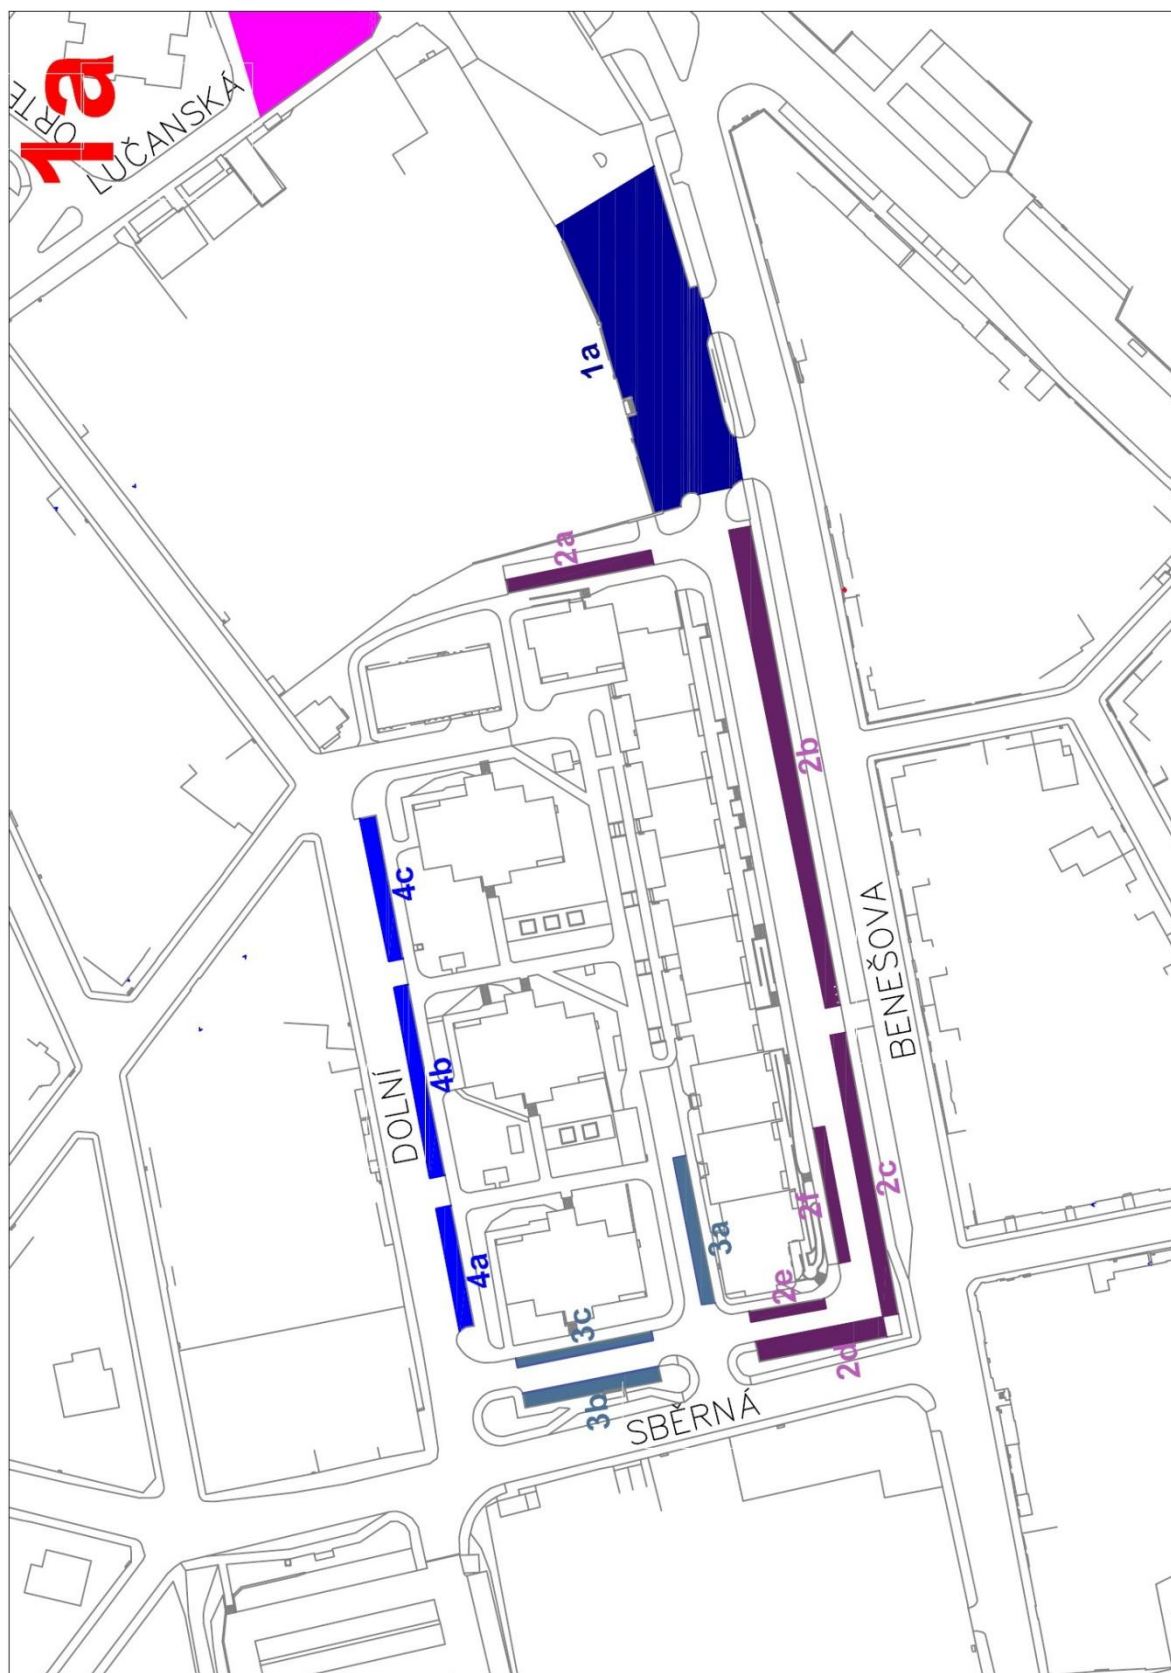 1a
LUČANSKÁ
1a
2a
2b
4c
4b
DOLNÍ
BENEŠOVA
2c
2f
3a
4a
2e
3c
2d
3b
SBĚRNÁ